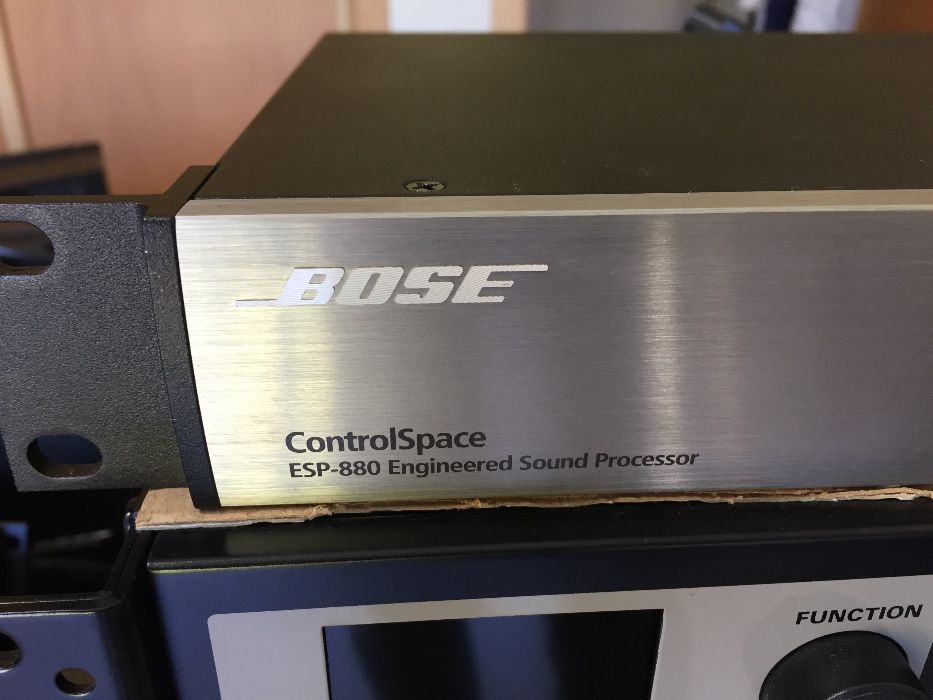 BOSE
ControlSpace
ESP-880 Engineered Sound Processor
FUNCTION